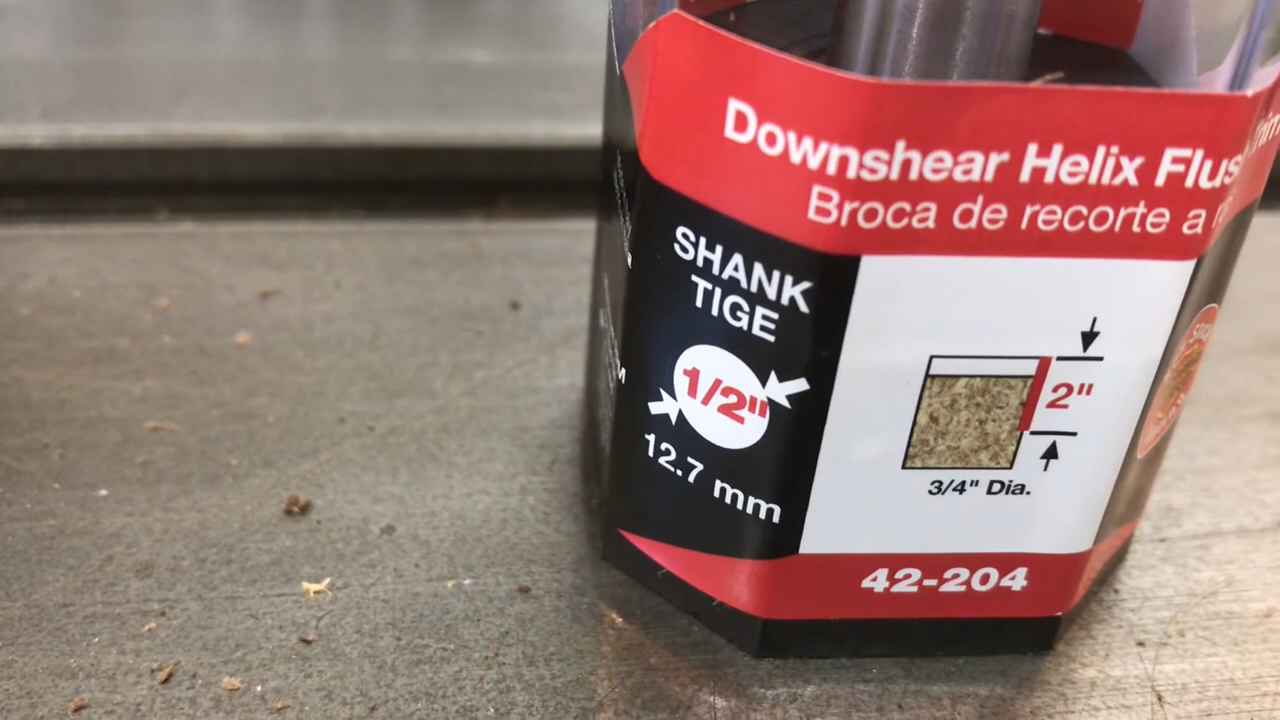 Downshear Helix Flus
Broca de recorte a
SHANK
TIGE
1/2"
12.7 mm
2"
3/4" Dia.
42-204